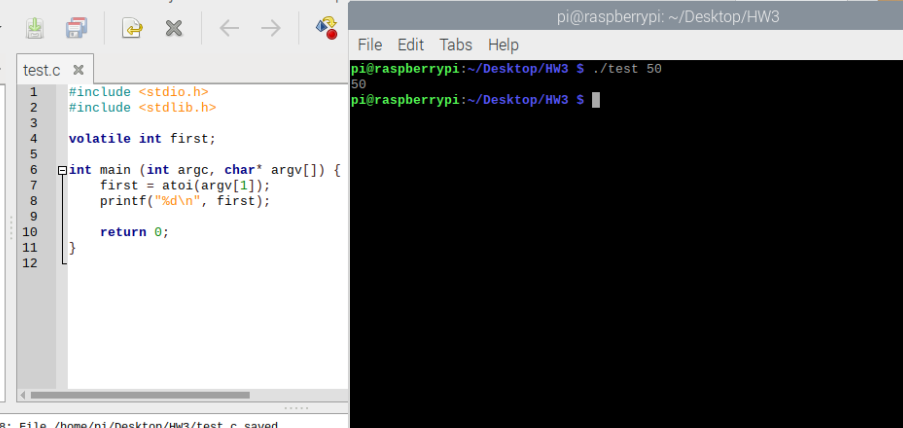 pi@raspberrypi: ~/Desktop/HW3
File Edit Tabs Help
test.c
1 #include <stdio.h>
2 #include <stdlib.h>
3
4 volatile int first;
5
6 int main (int argc, char* argv[]) {
7 first = atoi(argv[1]);
8 printf("%d\n", first);
9
10 return 0;
11 }
12
pi@raspberrypi:~/Desktop/HW3 $ ./test 50
50
pi@raspberrypi:~/Desktop/HW3 $
8: File /home/pi/Desktop/HW3/test.c saved